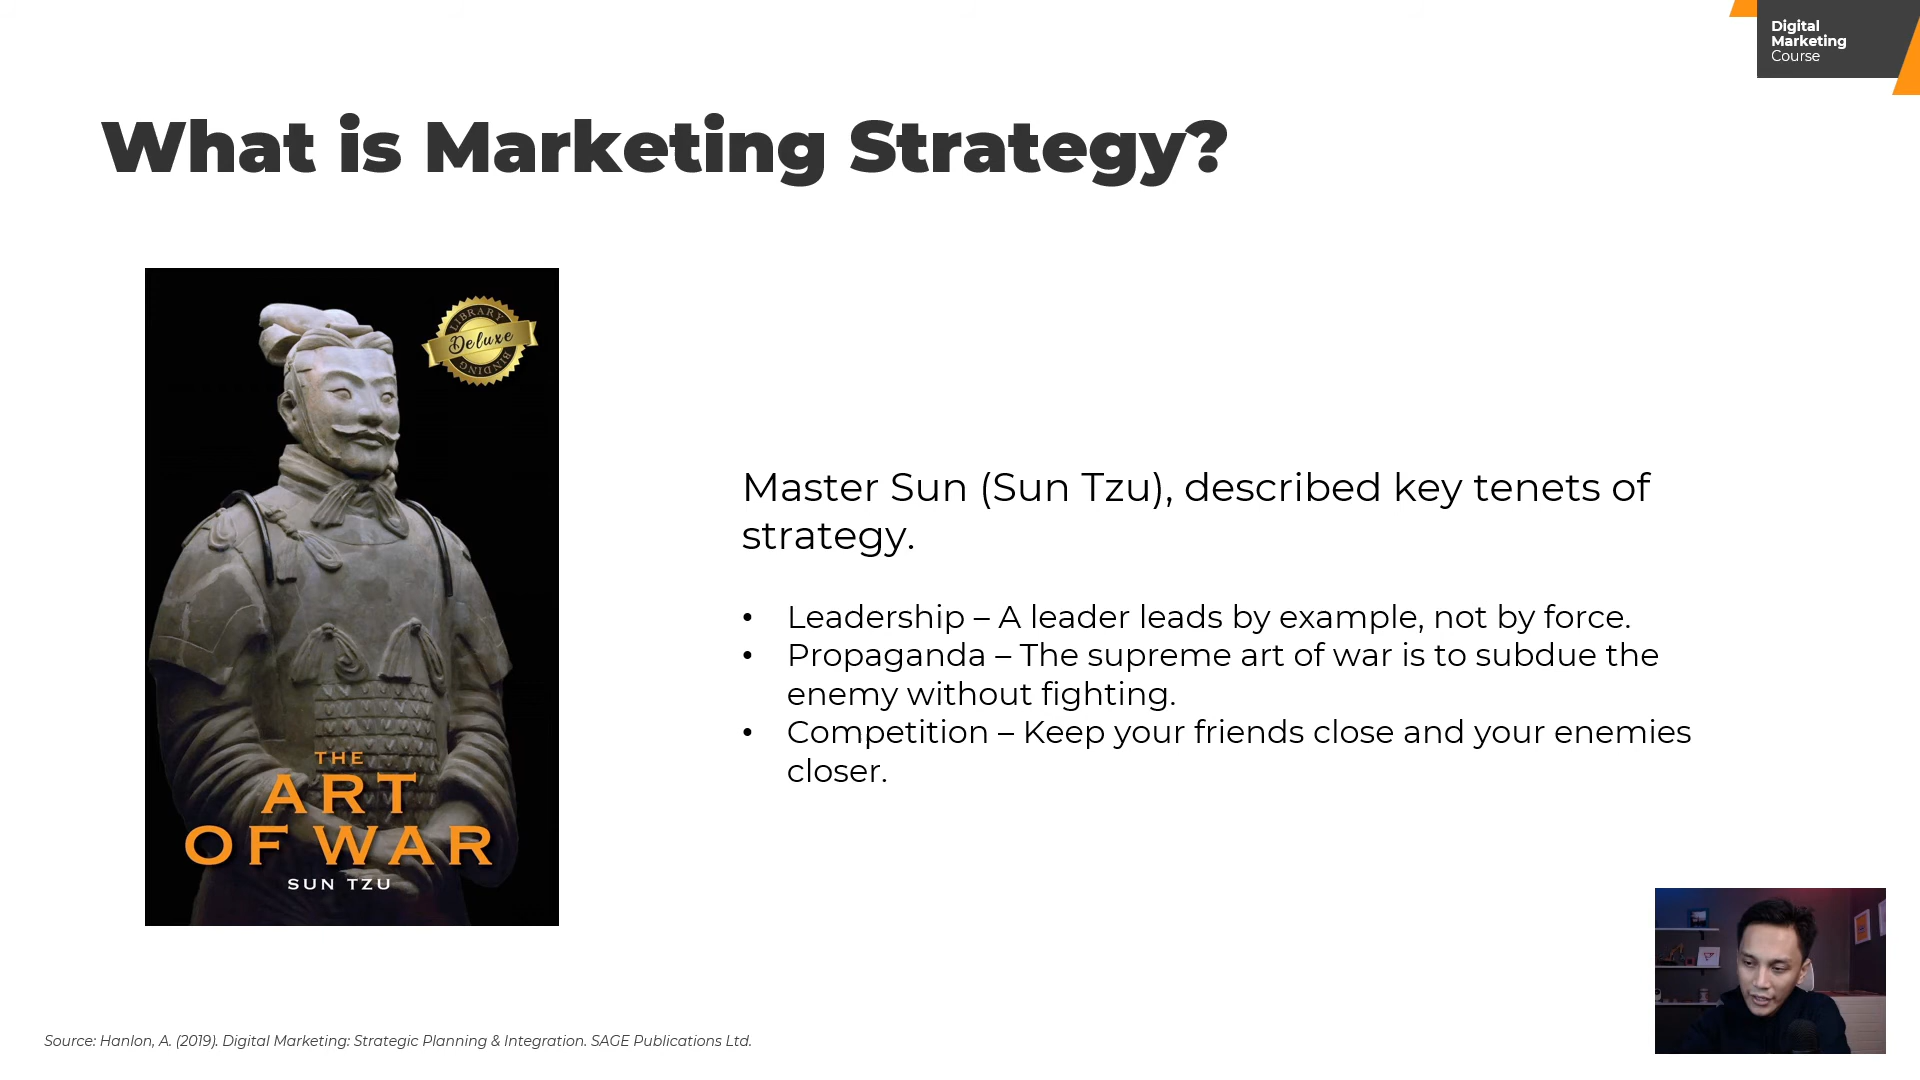 Digital
Marketing
Course
What is Marketing Strategy?
LIBRARY
Deluxe
BINDING
THE
ART
OF WAR
SUN TZU
Master Sun (Sun Tzu), described key tenets of
strategy.
• Leadership – A leader leads by example, not by force.
• Propaganda – The supreme art of war is to subdue the
enemy without fighting.
• Competition – Keep your friends close and your enemies
closer.
Source: Hanlon, A. (2019). Digital Marketing: Strategic Planning & Integration. SAGE Publications Ltd.